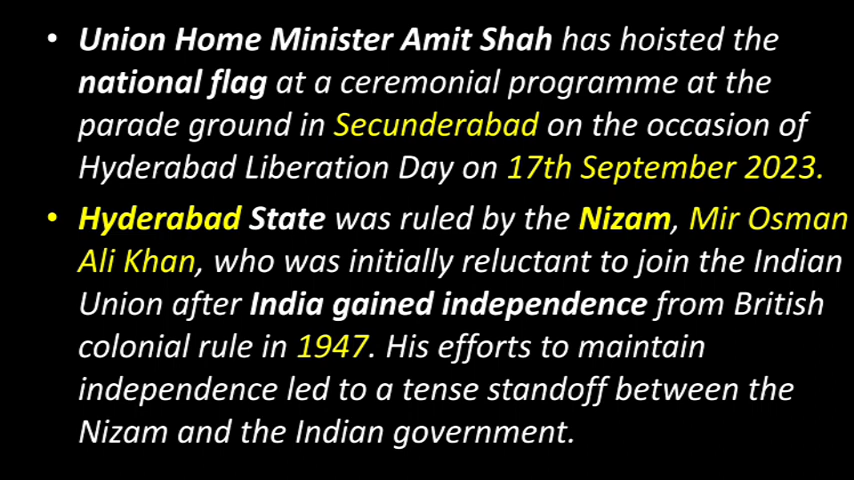 • Union Home Minister Amit Shah has hoisted the
national flag at a ceremonial programme at the
parade ground in Secunderabad on the occasion of
Hyderabad Liberation Day on 17th September 2023.
• Hyderabad State was ruled by the Nizam, Mir Osman
Ali Khan, who was initially reluctant to join the Indian
Union after India gained independence from British
colonial rule in 1947. His efforts to maintain
independence led to a tense standoff between the
Nizam and the Indian government.